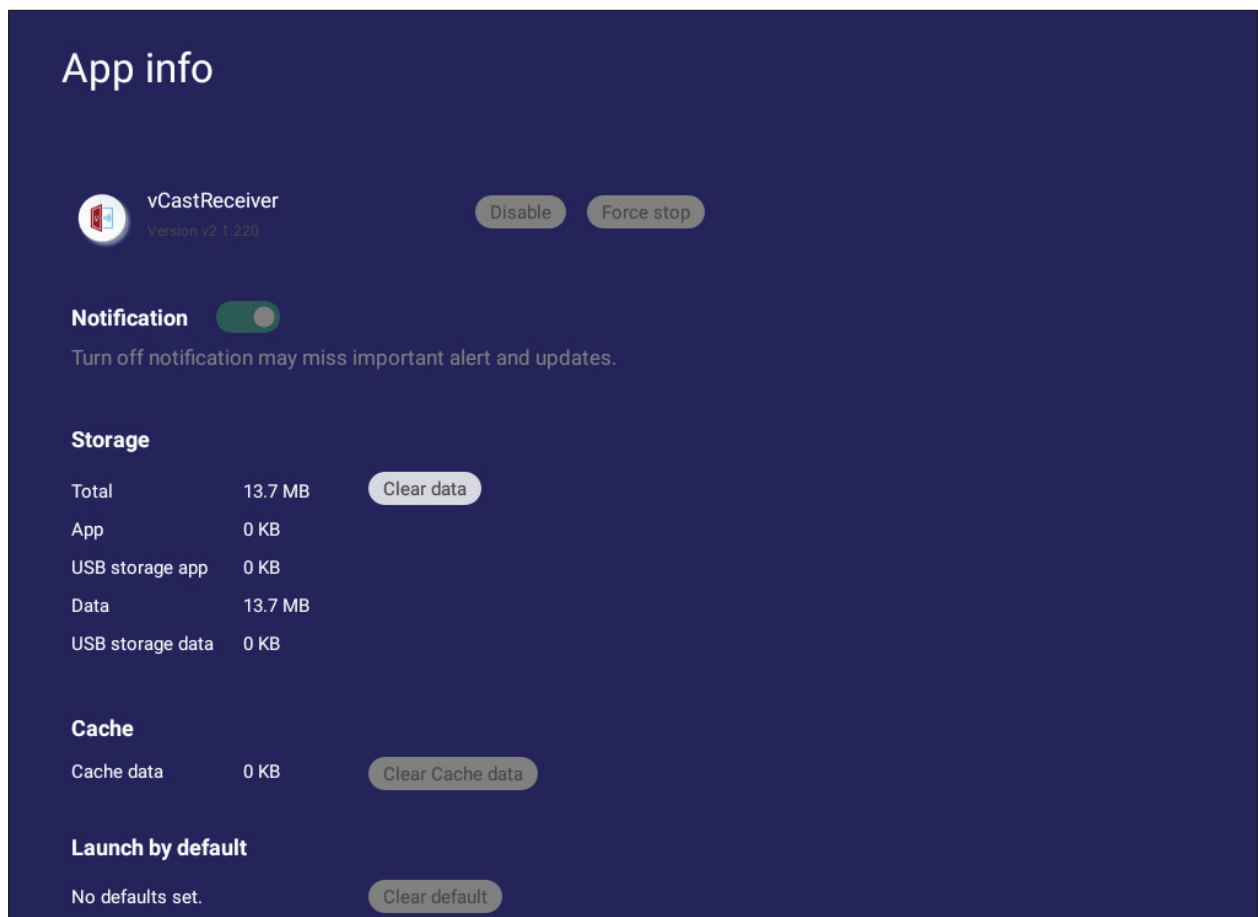 App info
vCastReceiver
Version v2.1.220
Disable
Force stop
Notification
Turn off notification may miss important alert and updates.
Storage
Total 13.7 MB Clear data
App 0 KB
USB storage app 0 KB
Data 13.7 MB
USB storage data 0 KB
Cache
Cache data 0 KB Clear Cache data
Launch by default
No defaults set. Clear default